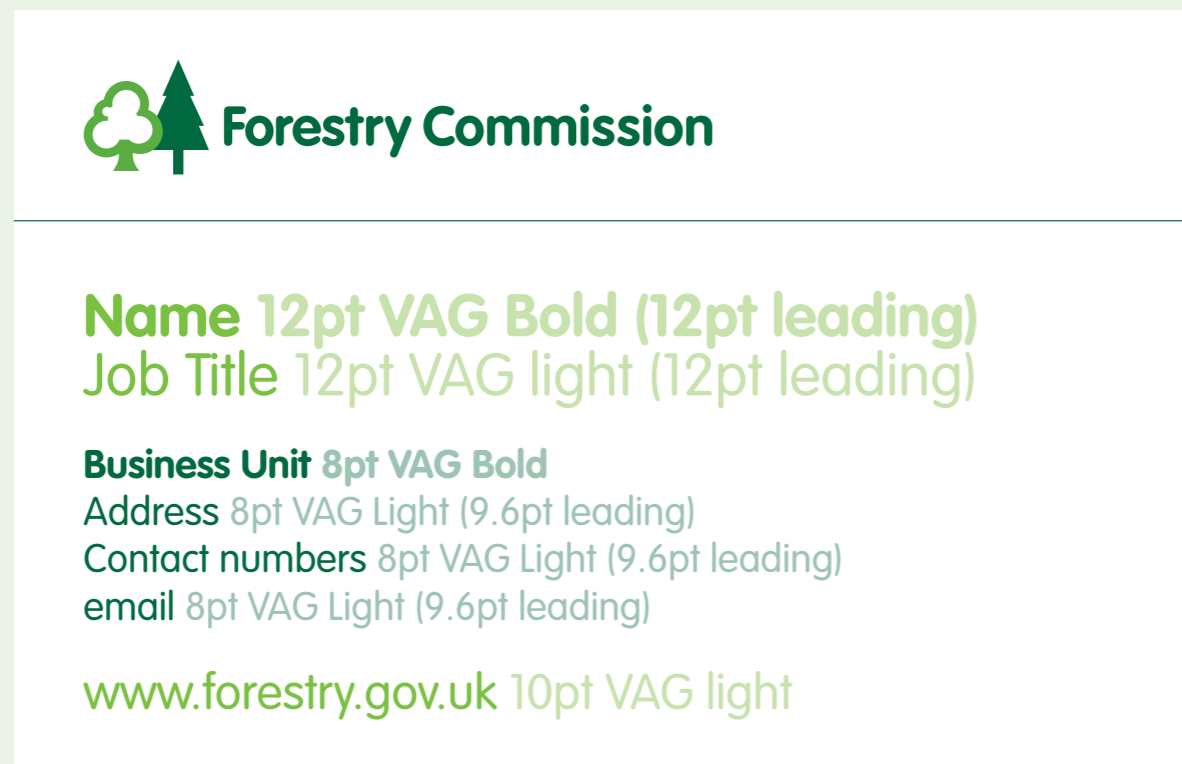 Forestry Commission
Name 12pt VAG Bold (12pt leading)
Job Title 12pt VAG light (12pt leading)
Business Unit 8pt VAG Bold
Address 8pt VAG Light (9.6pt leading)
Contact numbers 8pt VAG Light (9.6pt leading)
email 8pt VAG Light (9.6pt leading)
www.forestry.gov.uk 10pt VAG light